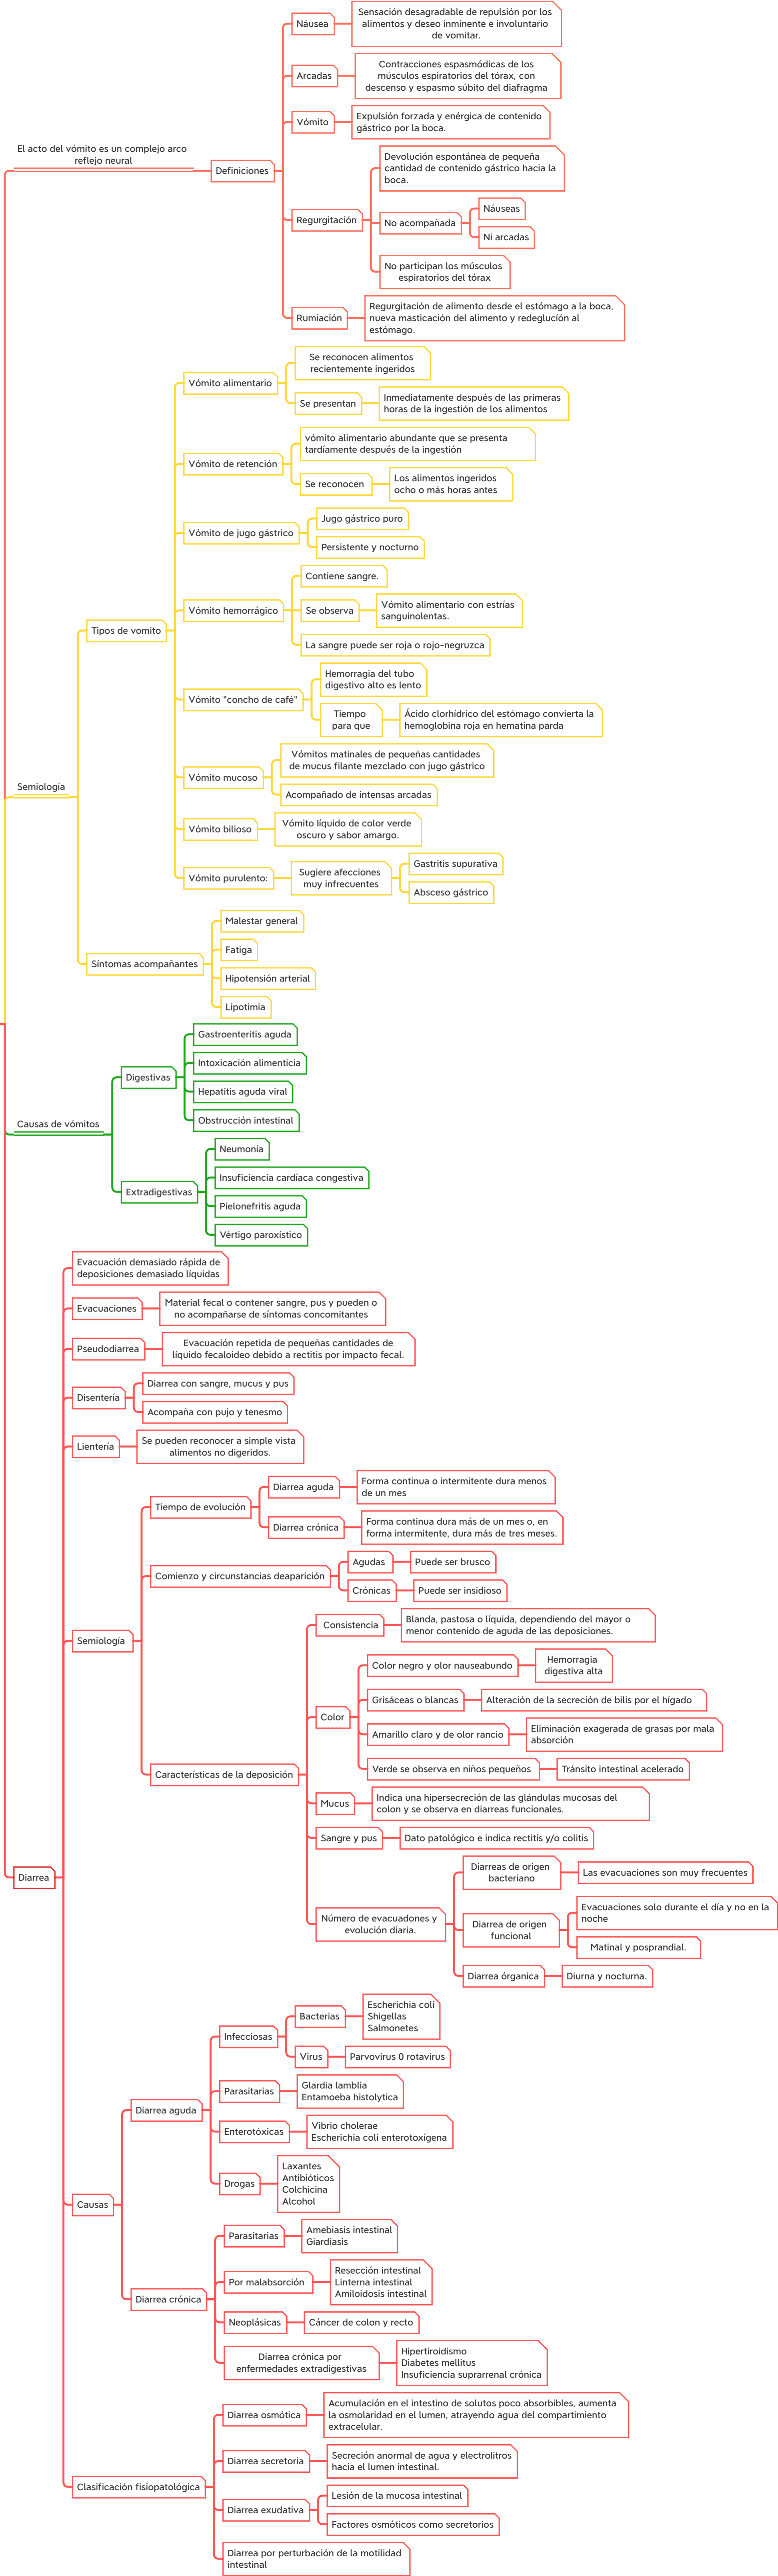 El acto del vómito es un complejo arco
reflejo neural
Definiciones
Náusea
Sensación desagradable de repulsión por los
alimentos y deseo inminente e involuntario
de vomitar.
Arcadas
Contracciones espasmódicas de los
músculos espiratorios del tórax, con
descenso y espasmo súbito del diafragma
Vómito
Expulsión forzada y enérgica de contenido
gástrico por la boca.
Regurgitación
Devolución espontánea de pequeña
cantidad de contenido gástrico hacia la
boca.
No acompañada
Náuseas
Ni arcadas
No participan los músculos
espiratorios del tórax
Rumiación
Regurgitación de alimento desde el estómago a la boca,
nueva masticación del alimento y redeglución al
estómago.
Semiología
Tipos de vomito
Vómito alimentario
Se reconocen alimentos
recientemente ingeridos
Se presentan
Inmediatamente después de las primeras
horas de la ingestión de los alimentos
Vómito de retención
vómito alimentario abundante que se presenta
tardíamente después de la ingestión
Se reconocen
Los alimentos ingeridos
ocho o más horas antes
Vómito de jugo gástrico
Jugo gástrico puro
Persistente y nocturno
Vómito hemorrágico
Contiene sangre.
Se observa
Vómito alimentario con estrías
sanguinolentas.
La sangre puede ser roja o rojo-negruzca
Vómito "concho de café"
Hemorragia del tubo
digestivo alto es lento
Tiempo
para que
Ácido clorhídrico del estómago convierta la
hemoglobina roja en hematina parda
Vómito mucoso
Vómitos matinales de pequeñas cantidades
de mucus filante mezclado con jugo gástrico
Acompañado de intensas arcadas
Vómito bilioso
Vómito líquido de color verde
oscuro y sabor amargo.
Vómito purulento:
Sugiere afecciones
muy infrecuentes
Gastritis supurativa
Absceso gástrico
Síntomas acompañantes
Malestar general
Fatiga
Hipotensión arterial
Lipotimia
Causas de vómitos
Digestivas
Gastroenteritis aguda
Intoxicación alimenticia
Hepatitis aguda viral
Obstrucción intestinal
Extradigestivas
Neumonía
Insuficiencia cardíaca congestiva
Pielonefritis aguda
Vértigo paroxístico
Diarrea
Evacuación demasiado rápida de
deposiciones demasiado líquidas
Evacuaciones
Material fecal o contener sangre, pus y pueden o
no acompañarse de síntomas concomitantes
Pseudodiarrea
Evacuación repetida de pequeñas cantidades de
líquido fecaloideo debido a rectitis por impacto fecal.
Disentería
Diarrea con sangre, mucus y pus
Acompaña con pujo y tenesmo
Lientería
Se pueden reconocer a simple vista
alimentos no digeridos.
Semiología
Tiempo de evolución
Diarrea aguda
Forma continua o intermitente dura menos
de un mes
Diarrea crónica
Forma continua dura más de un mes o, en
forma intermitente, dura más de tres meses.
Comienzo y circunstancias deaparición
Agudas
Puede ser brusco
Crónicas
Puede ser insidioso
Características de la deposición
Consistencia
Blanda, pastosa o líquida, dependiendo del mayor o
menor contenido de aguda de las deposiciones.
Color
Color negro y olor nauseabundo
Hemorragia
digestiva alta
Grisáceas o blancas
Alteración de la secreción de bilis por el hígado
Amarillo claro y de olor rancio
Eliminación exagerada de grasas por mala
absorción
Verde se observa en niños pequeños
Tránsito intestinal acelerado
Mucus
Indica una hipersecreción de las glándulas mucosas del
colon y se observa en diarreas funcionales.
Sangre y pus
Dato patológico e indica rectitis y/o colitis
Número de evacuadones y
evolución diaria.
Diarreas de origen
bacteriano
Las evacuaciones son muy frecuentes
Diarrea de origen
funcional
Evacuaciones solo durante el día y no en la
noche
Matinal y posprandial.
Diarrea órganica
Diurna y nocturna.
Causas
Diarrea aguda
Infecciosas
Bacterias
Escherichia coli
Shigellas
Salmonetes
Virus
Parvovirus 0 rotavirus
Parasitarias
Glardia lamblia
Entamoeba histolytica
Enterotóxicas
Vibrio cholerae
Escherichia coli enterotoxígena
Drogas
Laxantes
Antibióticos
Colchicina
Alcohol
Diarrea crónica
Parasitarias
Amebiasis intestinal
Giardiasis
Por malabsorción
Resección intestinal
Linterna intestinal
Amiloidosis intestinal
Neoplásicas
Cáncer de colon y recto
Diarrea crónica por
enfermedades extradigestivas
Hipertiroidismo
Diabetes mellitus
Insuficiencia suprarrenal crónica
Clasificación fisiopatológica
Diarrea osmótica
Acumulación en el intestino de solutos poco absorbibles, aumenta
la osmolaridad en el lumen, atrayendo agua del compartimiento
extracelular.
Diarrea secretoria
Secreción anormal de agua y electrolitros
hacia el lumen intestinal.
Diarrea exudativa
Lesión de la mucosa intestinal
Factores osmóticos como secretorios
Diarrea por perturbación de la motilidad
intestinal